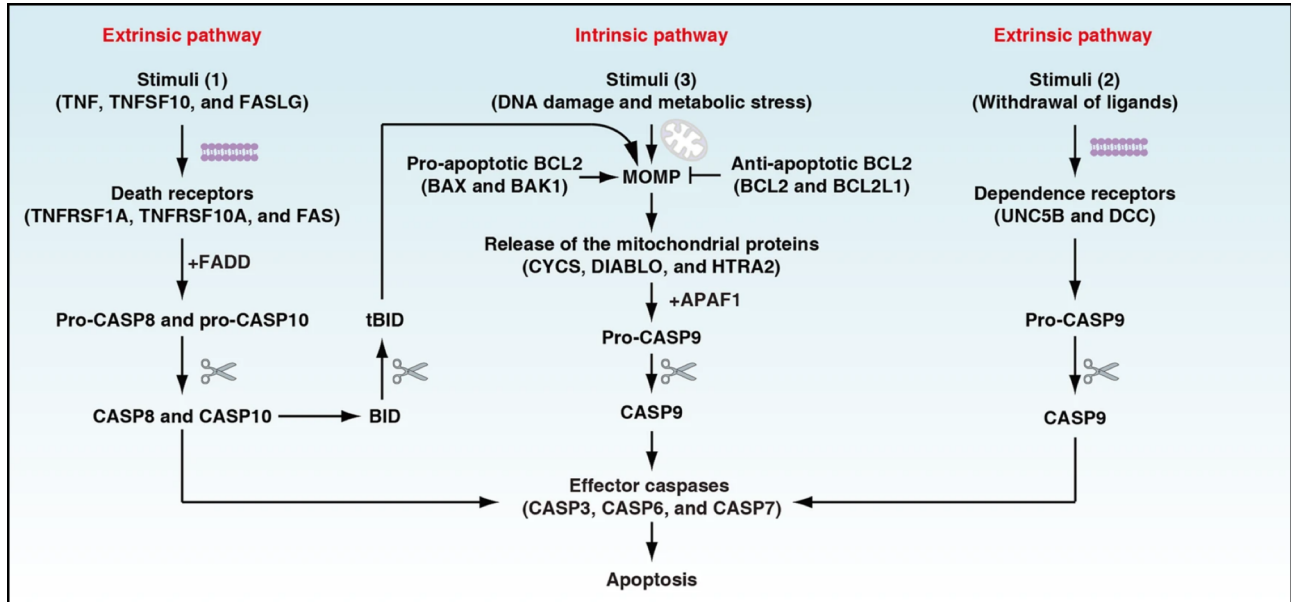 Extrinsic pathway
Stimuli (1)
(TNF, TNFSF10, and FASLG)
Death receptors
(TNFRSF1A, TNFRSF10A, and FAS)
+FADD
Pro-CASP8 and pro-CASP10
CASP8 and CASP10
tBID
BID
Intrinsic pathway
Stimuli (3)
(DNA damage and metabolic stress)
Pro-apoptotic BCL2
(BAX and BAK1)
MOMP
Anti-apoptotic BCL2
(BCL2 and BCL2L1)
Release of the mitochondrial proteins
(CYCS, DIABLO, and HTRA2)
+APAF1
Pro-CASP9
CASP9
Extrinsic pathway
Stimuli (2)
(Withdrawal of ligands)
Dependence receptors
(UNC5B and DCC)
Pro-CASP9
CASP9
Effector caspases
(CASP3, CASP6, and CASP7)
Apoptosis